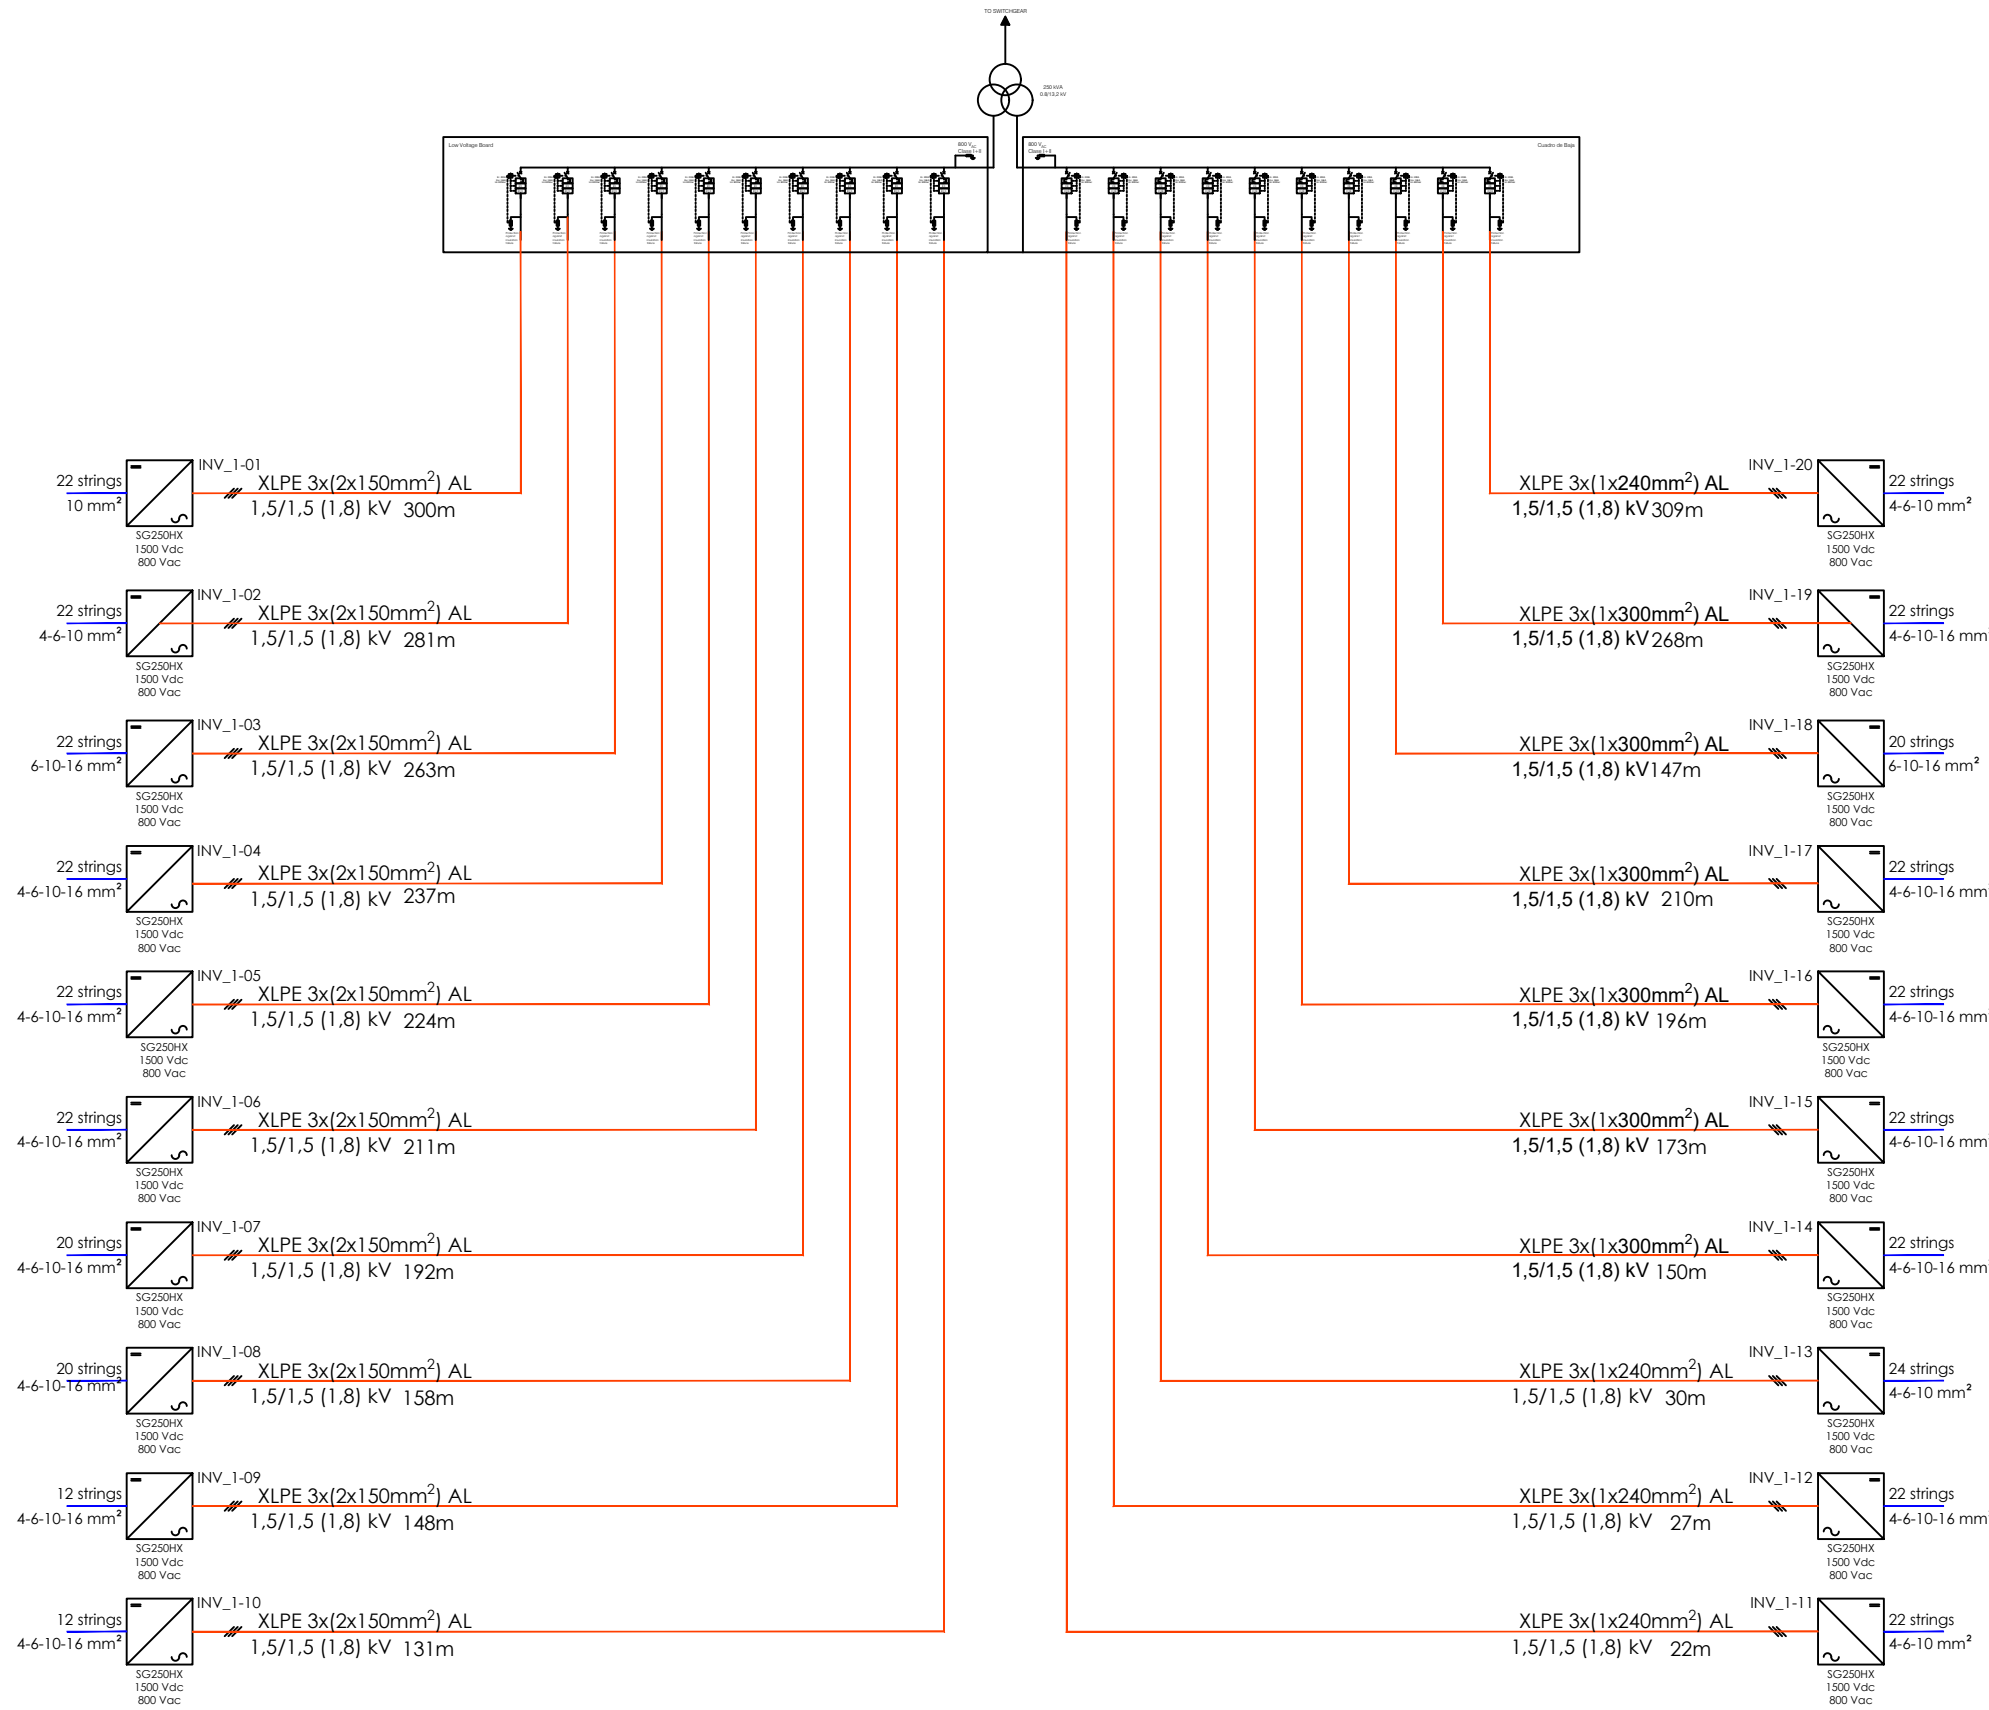 TO SWITCHGEAR
250 kVA
0.8/13,2 kV
Low Voltage Board
800 VAC
Clase I+II
800 VAC
Clase I+II
Cuadro de Baja
INV_1-01
22 strings
10 mm²
XLPE 3x(2x150mm²) AL
1,5/1,5 (1,8) kV 300m
SG250HX
1500 Vdc
800 Vac
INV_1-02
22 strings
4-6-10 mm²
XLPE 3x(2x150mm²) AL
1,5/1,5 (1,8) kV 281m
SG250HX
1500 Vdc
800 Vac
INV_1-03
22 strings
6-10-16 mm²
XLPE 3x(2x150mm²) AL
1,5/1,5 (1,8) kV 263m
SG250HX
1500 Vdc
800 Vac
INV_1-04
22 strings
4-6-10-16 mm²
XLPE 3x(2x150mm²) AL
1,5/1,5 (1,8) kV 237m
SG250HX
1500 Vdc
800 Vac
INV_1-05
22 strings
4-6-10-16 mm²
XLPE 3x(2x150mm²) AL
1,5/1,5 (1,8) kV 224m
SG250HX
1500 Vdc
800 Vac
INV_1-06
22 strings
4-6-10-16 mm²
XLPE 3x(2x150mm²) AL
1,5/1,5 (1,8) kV 211m
SG250HX
1500 Vdc
800 Vac
INV_1-07
20 strings
4-6-10-16 mm²
XLPE 3x(2x150mm²) AL
1,5/1,5 (1,8) kV 192m
SG250HX
1500 Vdc
800 Vac
INV_1-08
20 strings
4-6-10-16 mm²
XLPE 3x(2x150mm²) AL
1,5/1,5 (1,8) kV 158m
SG250HX
1500 Vdc
800 Vac
INV_1-09
12 strings
4-6-10-16 mm²
XLPE 3x(2x150mm²) AL
1,5/1,5 (1,8) kV 148m
SG250HX
1500 Vdc
800 Vac
INV_1-10
12 strings
4-6-10-16 mm²
XLPE 3x(2x150mm²) AL
1,5/1,5 (1,8) kV 131m
SG250HX
1500 Vdc
800 Vac
INV_1-20
XLPE 3x(1x240mm²) AL
1,5/1,5 (1,8) kV 309m
22 strings
4-6-10 mm²
SG250HX
1500 Vdc
800 Vac
INV_1-19
XLPE 3x(1x300mm²) AL
1,5/1,5 (1,8) kV 268m
22 strings
4-6-10-16 mm²
SG250HX
1500 Vdc
800 Vac
INV_1-18
XLPE 3x(1x300mm²) AL
1,5/1,5 (1,8) kV 147m
20 strings
6-10-16 mm²
SG250HX
1500 Vdc
800 Vac
INV_1-17
XLPE 3x(1x300mm²) AL
1,5/1,5 (1,8) kV 210m
22 strings
4-6-10-16 mm²
SG250HX
1500 Vdc
800 Vac
INV_1-16
XLPE 3x(1x300mm²) AL
1,5/1,5 (1,8) kV 196m
22 strings
4-6-10-16 mm²
SG250HX
1500 Vdc
800 Vac
INV_1-15
XLPE 3x(1x300mm²) AL
1,5/1,5 (1,8) kV 173m
22 strings
4-6-10-16 mm²
SG250HX
1500 Vdc
800 Vac
INV_1-14
XLPE 3x(1x300mm²) AL
1,5/1,5 (1,8) kV 150m
22 strings
4-6-10-16 mm²
SG250HX
1500 Vdc
800 Vac
INV_1-13
XLPE 3x(1x240mm²) AL
1,5/1,5 (1,8) kV 30m
24 strings
4-6-10 mm²
SG250HX
1500 Vdc
800 Vac
INV_1-12
XLPE 3x(1x240mm²) AL
1,5/1,5 (1,8) kV 27m
22 strings
4-6-10-16 mm²
SG250HX
1500 Vdc
800 Vac
INV_1-11
XLPE 3x(1x240mm²) AL
1,5/1,5 (1,8) kV 22m
22 strings
4-6-10 mm²
SG250HX
1500 Vdc
800 Vac